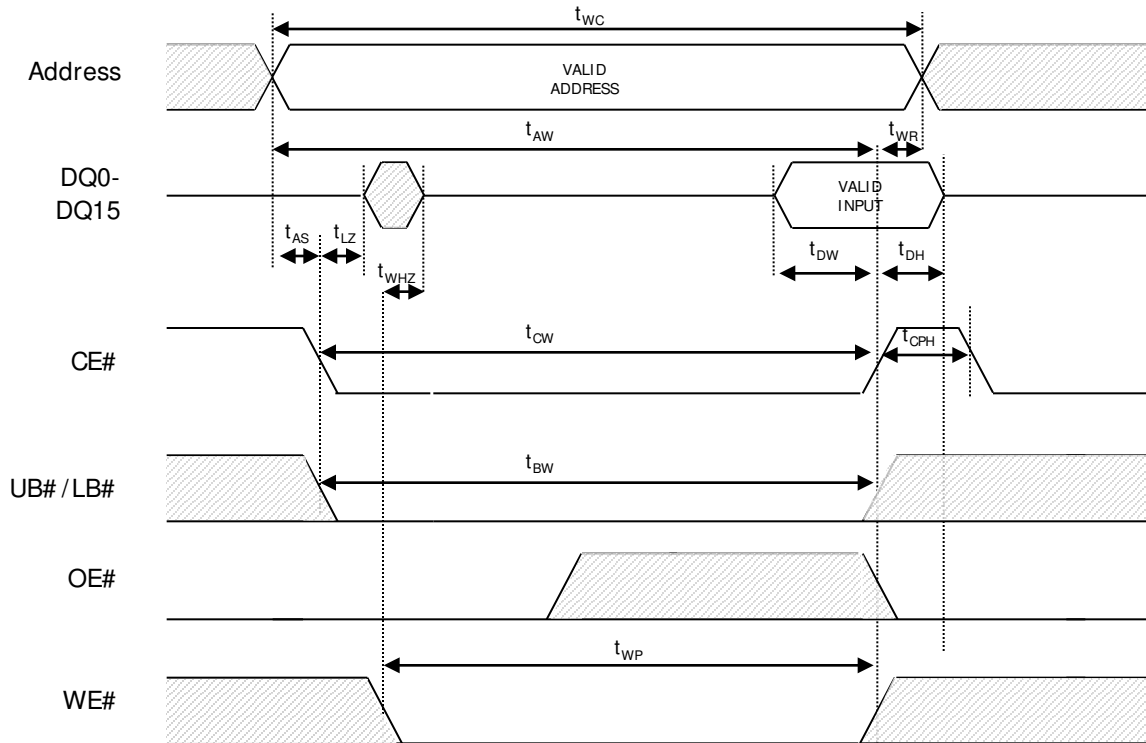 tWC
Address
VALID
ADDRESS
tAW
tWR
DQ0-
DQ15
VALID
INPUT
tAS
tLZ
tDW
tDH
tWHZ
CE#
tCW
tCPH
UB# /LB#
tBW
OE#
tWP
WE#